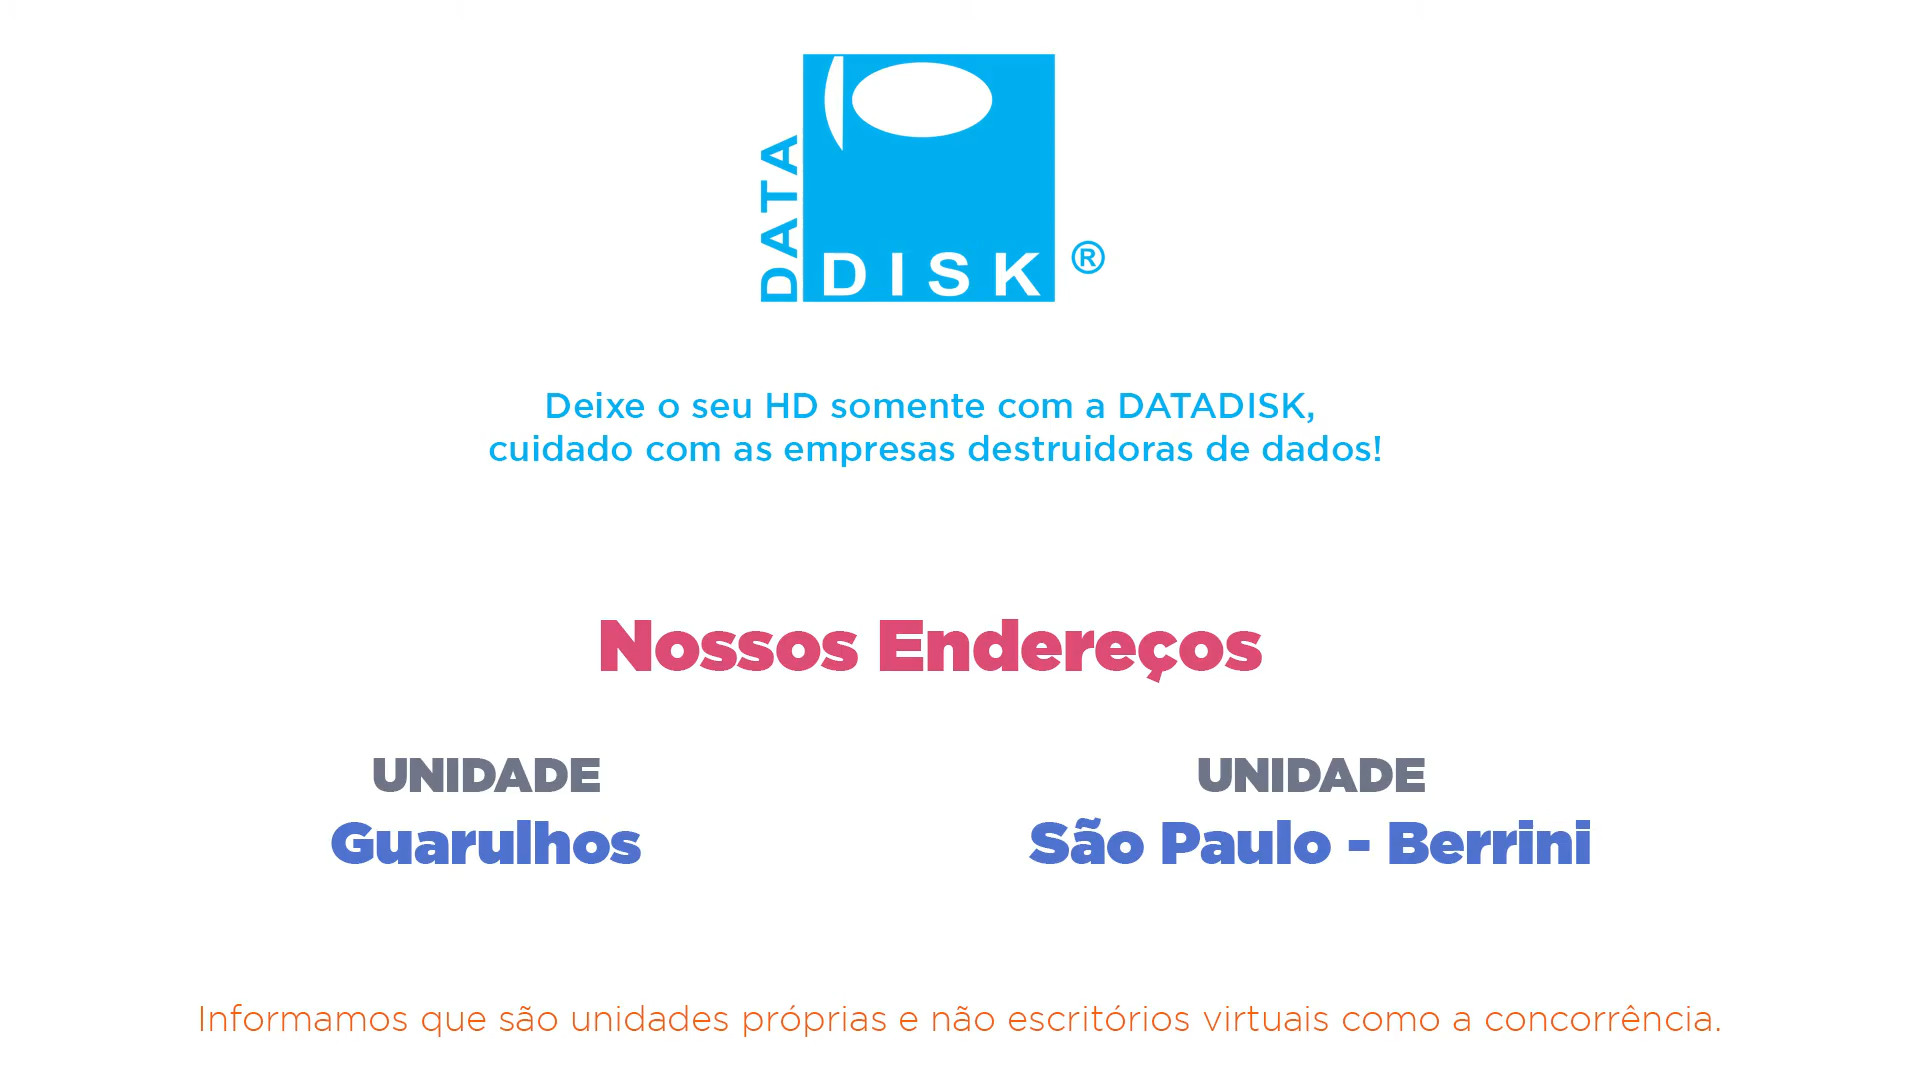 DATA
DISK
®
Deixe o seu HD somente com a DATADISK,
cuidado com as empresas destruidoras de dados!
Nossos Endereços
UNIDADE
Guarulhos
UNIDADE
São Paulo - Berrini
Informamos que são unidades próprias e não escritórios virtuais como a concorrência.